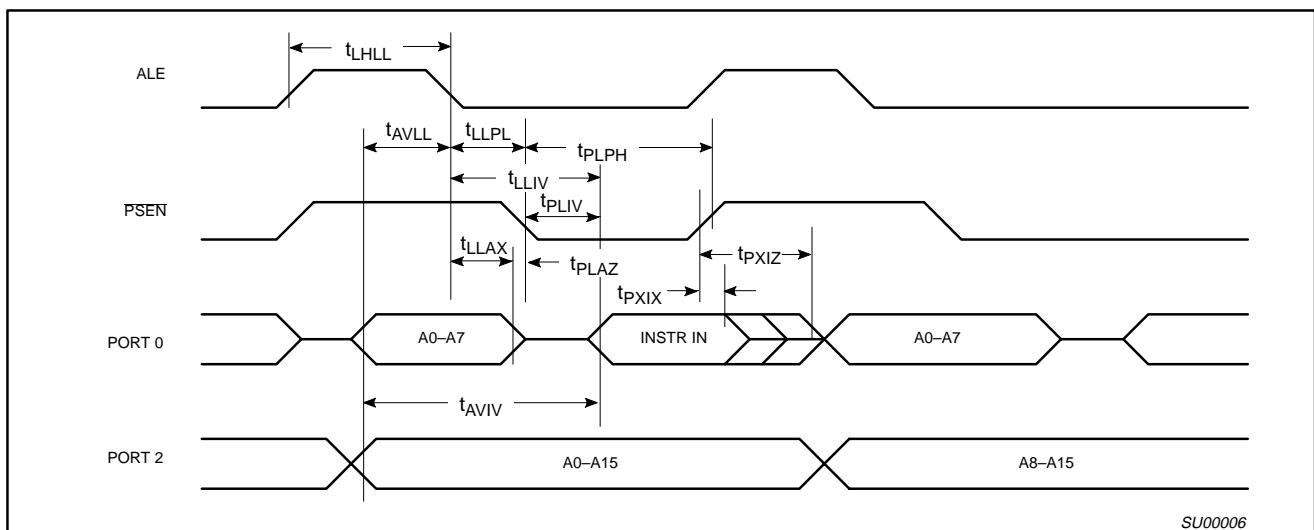 tLHLL
ALE
tAVLL
tLLPL
tPLPH
tLLIV
PSEN
tPLIV
tLLAX
tPLAZ
tPXIZ
tPXIX
PORT 0
A0–A7
INSTR IN
A0–A7
tAVIV
PORT 2
A0–A15
A8–A15
SU00006